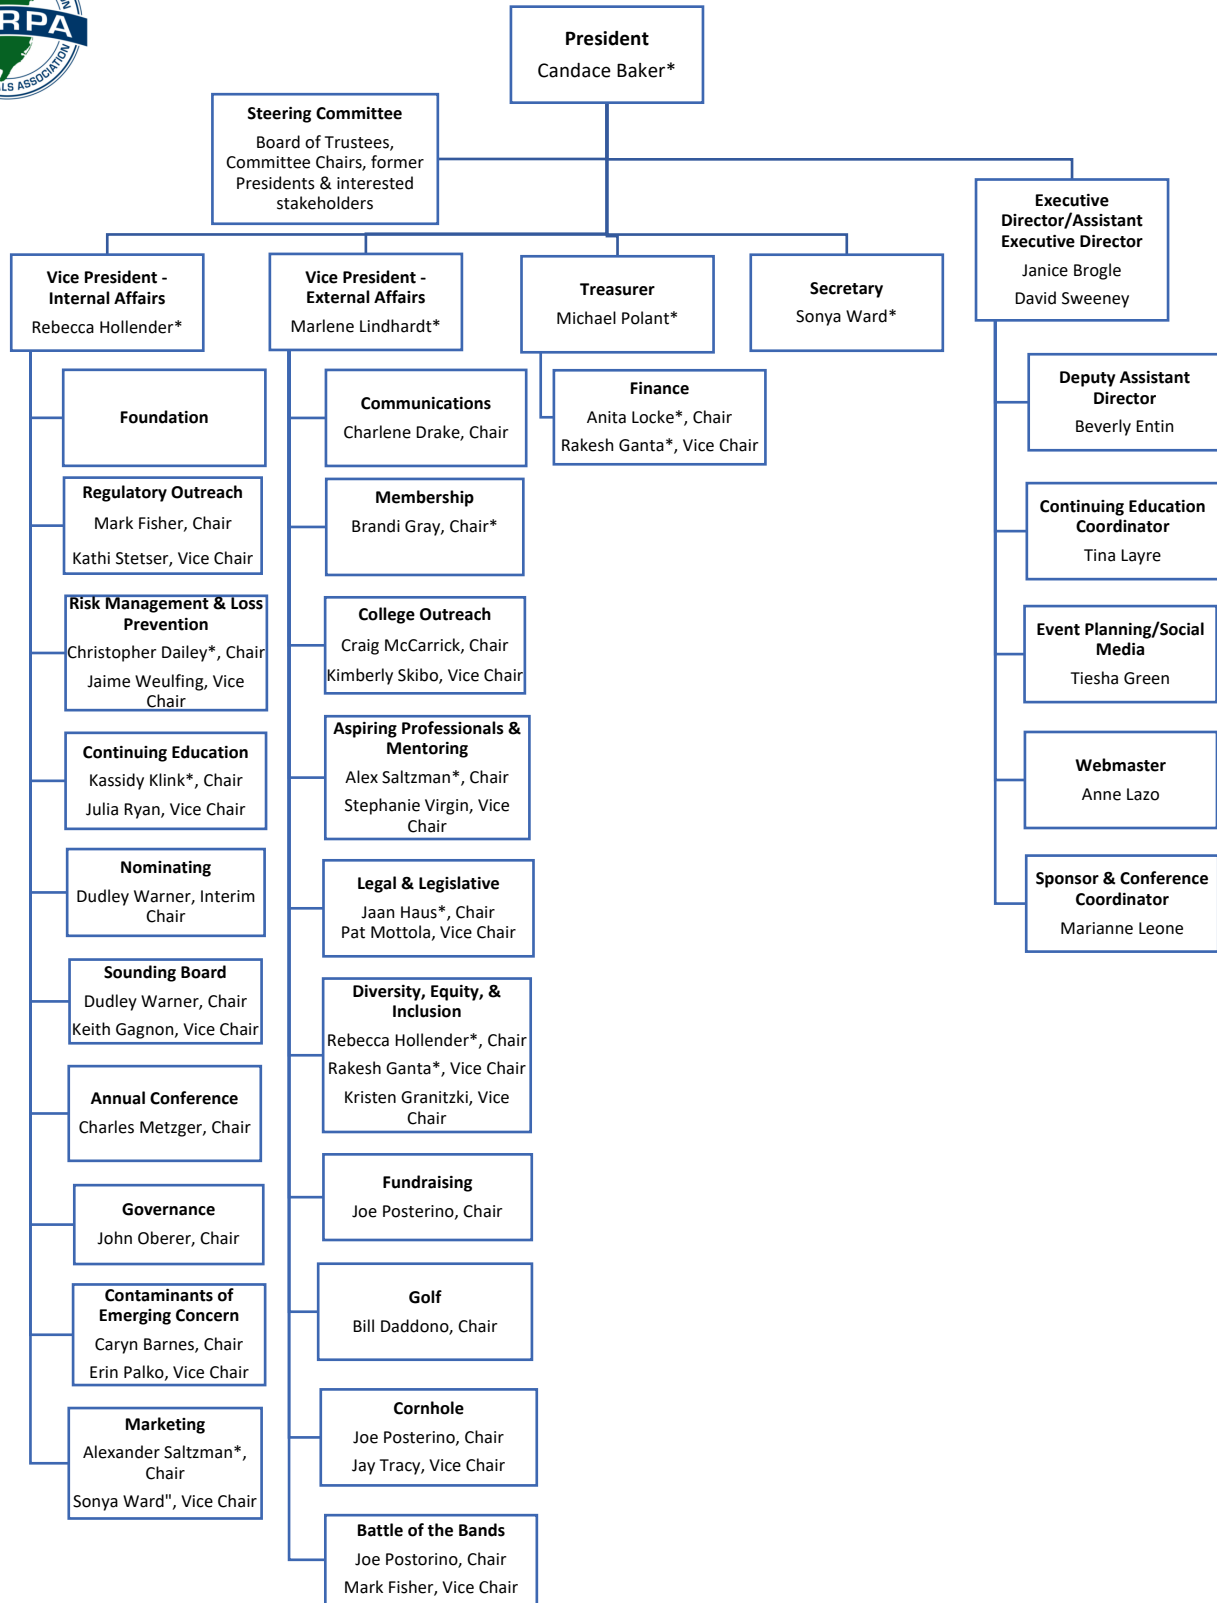 RPA
LS ASSOCIATION
President
Candace Baker*
Steering Committee
Board of Trustees,
Committee Chairs, former
Presidents & interested
stakeholders
Executive
Director/Assistant
Executive Director
Janice Brogle
David Sweeney
Vice President -
Internal Affairs
Rebecca Hollender*
Vice President -
External Affairs
Marlene Lindhardt*
Treasurer
Michael Polant*
Secretary
Sonya Ward*
Foundation
Regulatory Outreach
Mark Fisher, Chair
Kathi Stetser, Vice Chair
Risk Management & Loss
Prevention
Christopher Dailey*, Chair
Jaime Weulfing, Vice
Chair
Continuing Education
Kassidy Klink*, Chair
Julia Ryan, Vice Chair
Nominating
Dudley Warner, Interim
Chair
Sounding Board
Dudley Warner, Chair
Keith Gagnon, Vice Chair
Annual Conference
Charles Metzger, Chair
Governance
John Oberer, Chair
Contaminants of
Emerging Concern
Caryn Barnes, Chair
Erin Palko, Vice Chair
Marketing
Alexander Saltzman*,
Chair
Sonya Ward", Vice Chair
Communications
Charlene Drake, Chair
Membership
Brandi Gray, Chair*
College Outreach
Craig McCarrick, Chair
Kimberly Skibo, Vice Chair
Aspiring Professionals &
Mentoring
Alex Saltzman*, Chair
Stephanie Virgin, Vice
Chair
Legal & Legislative
Jaan Haus*, Chair
Pat Mottola, Vice Chair
Diversity, Equity, &
Inclusion
Rebecca Hollender*, Chair
Rakesh Ganta*, Vice Chair
Kristen Granitzki, Vice
Chair
Fundraising
Joe Posterino, Chair
Golf
Bill Daddono, Chair
Cornhole
Joe Posterino, Chair
Jay Tracy, Vice Chair
Battle of the Bands
Joe Postorino, Chair
Mark Fisher, Vice Chair
Finance
Anita Locke*, Chair
Rakesh Ganta*, Vice Chair
Deputy Assistant
Director
Beverly Entin
Continuing Education
Coordinator
Tina Layre
Event Planning/Social
Media
Tiesha Green
Webmaster
Anne Lazo
Sponsor & Conference
Coordinator
Marianne Leone